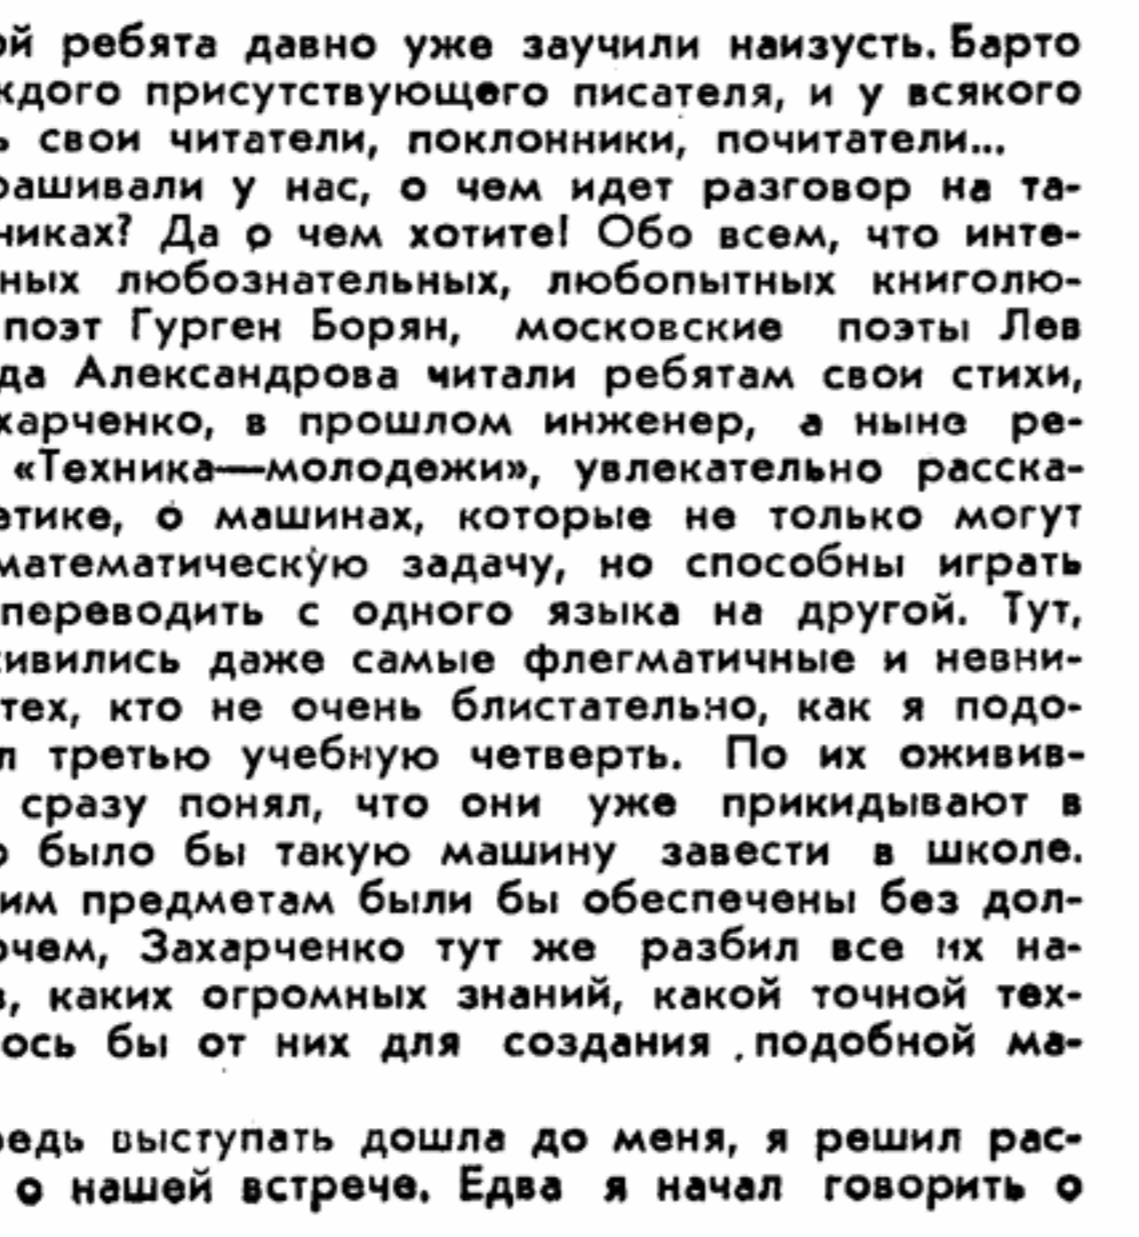 ой ребята давно уже заучили наизусть. Барто
ждого присутствующего писателя, и у всякого
ь свои читатели, поклонники, почитатели...
рашивали у нас, о чем идет разговор на та-
никах? Да о чем хотите! Обо всем, что инте-
ных любознательных, любопытных книголю-
поэт Гурген Борян, московские поэты Лев
да Александрова читали ребятам свои стихи,
харченко, в прошлом инженер, а ныне ре-
«Техника—молодежи», увлекательно расска-
етике, о машинах, которые не только могут
математическую задачу, но способны играть
переводить с одного языка на другой. Тут,
живились даже самые флегматичные и невни-
тех, кто не очень блистательно, как я подо-
л третью учебную четверть. По их оживив-
сразу понял, что они уже прикидывают в
о было бы такую машину завести в школе.
им предметам были бы обеспечены без дол-
очем, Захарченко тут же разбил все их на-
в, каких огромных знаний, какой точной тех-
ось бы от них для создания подобной ма-
редь выступать дошла до меня, я решил рас-
о нашей встрече. Едва я начал говорить о